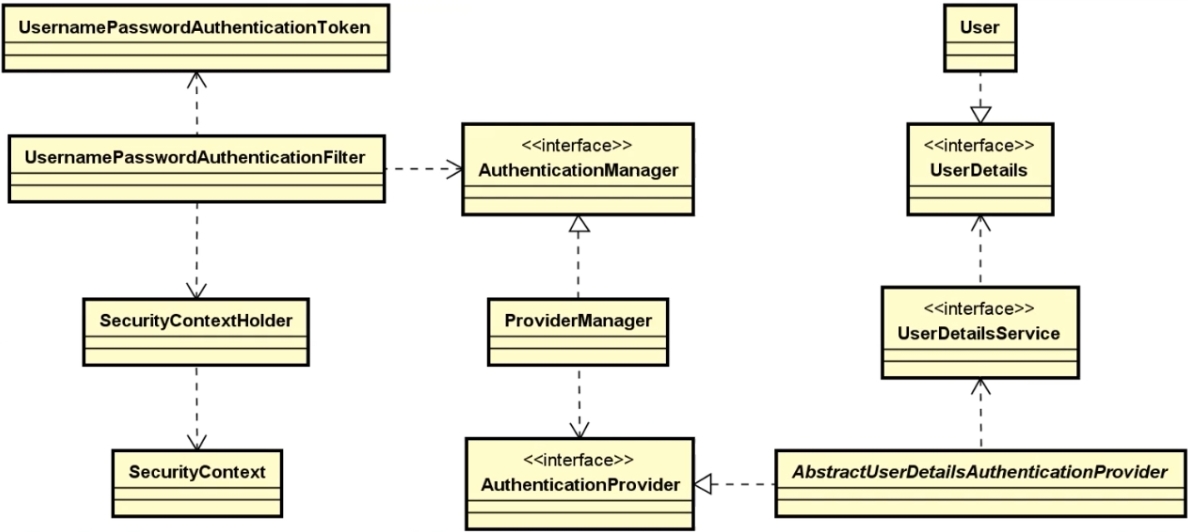 UsernamePasswordAuthenticationToken
User
UsernamePasswordAuthenticationFilter
<<interface>>
AuthenticationManager
<<interface>>
UserDetails
SecurityContextHolder
ProviderManager
<<interface>>
UserDetailsService
SecurityContext
<<interface>>
AuthenticationProvider
AbstractUserDetailsAuthenticationProvider